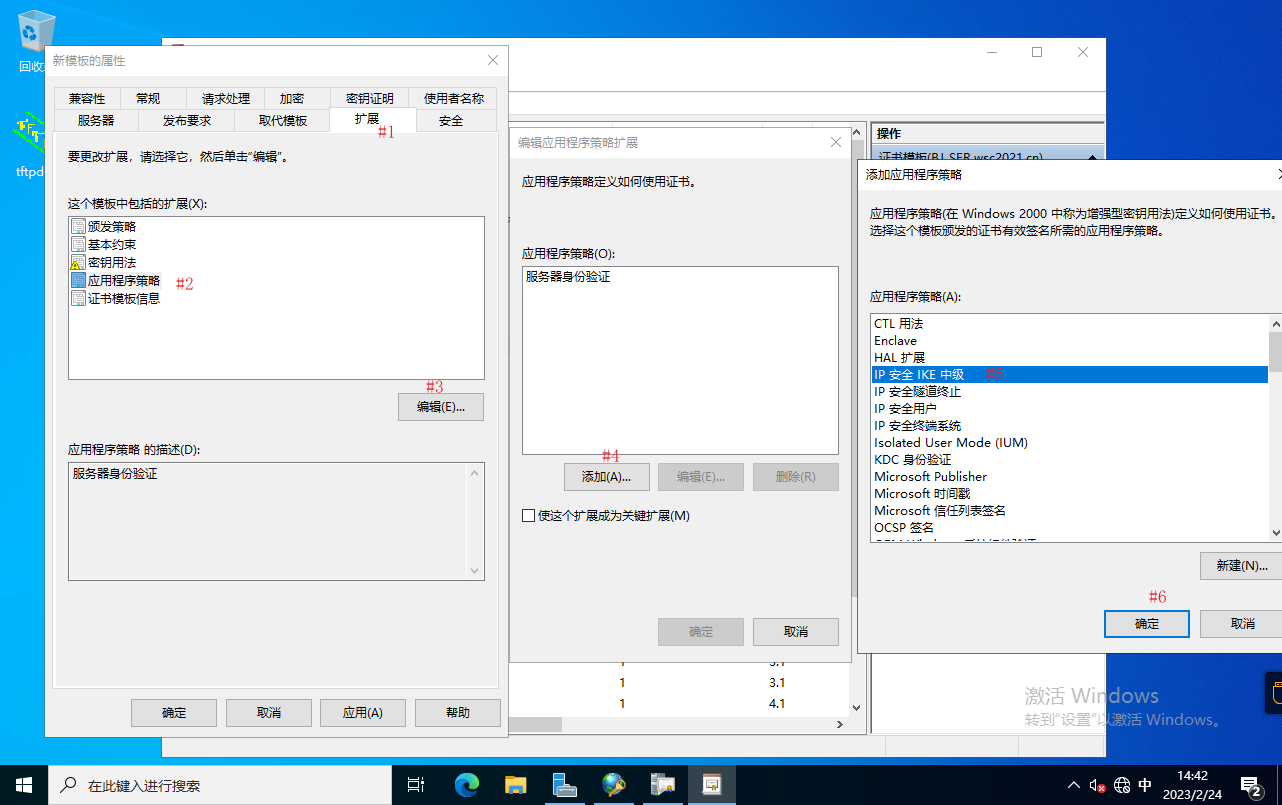 回收
tftpd
新模板的属性
兼容性 常规 请求处理 加密 密钥证明 使用者名称
服务器 发布要求 取代模板 扩展 安全
#1
要更改扩展，请选择它，然后单击“编辑”。
这个模板中包括的扩展(X):
颁发策略
基本约束
密钥用法
应用程序策略 #2
证书模板信息
#3
编辑(E)...
应用程序策略 的描述(D):
服务器身份验证
确定 取消 应用(A) 帮助
编辑应用程序策略扩展
应用程序策略定义如何使用证书。
应用程序策略(O):
服务器身份验证
#4
添加(A)... 编辑(E)... 删除(R)
使这个扩展成为关键扩展(M)
确定 取消
1 3.1
1 3.1
1 4.1
操作
证书模板(BJ-SER.wsc2021.cn)
添加应用程序策略
应用程序策略(在 Windows 2000 中称为增强型密钥用法)定义如何使用证书。
选择这个模板颁发的证书有效签名所需的应用程序策略。
应用程序策略(A):
CTL 用法
Enclave
HAL 扩展
IP 安全 IKE 中级 #5
IP 安全隧道终止
IP 安全用户
IP 安全终端系统
Isolated User Mode (IUM)
KDC 身份验证
Microsoft Publisher
Microsoft 时间戳
Microsoft 信任列表签名
OCSP 签名
新建(N)...
#6
确定 取消
激活 Windows
转到“设置”以激活 Windows。
在此键入进行搜索
中
14:42
2023/2/24
2